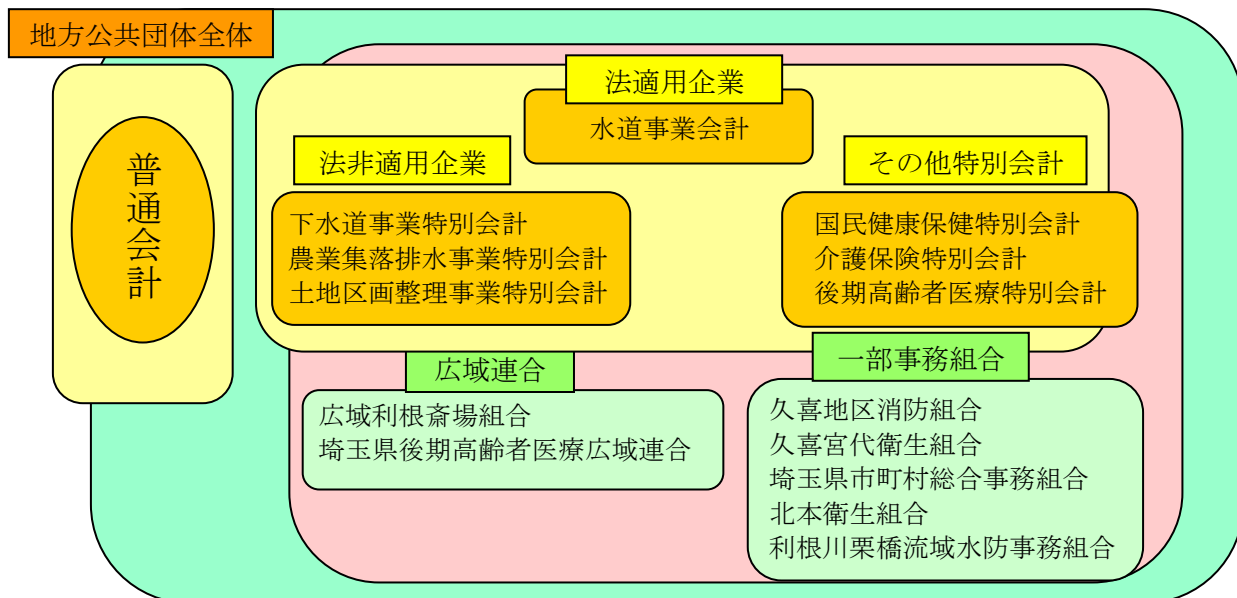 地方公共団体全体
普通会計
法適用企業
水道事業会計
法非適用企業
下水道事業特別会計
農業集落排水事業特別会計
土地区画整理事業特別会計
その他特別会計
国民健康保健特別会計
介護保険特別会計
後期高齢者医療特別会計
広域連合
広域利根斎場組合
埼玉県後期高齢者医療広域連合
一部事務組合
久喜地区消防組合
久喜宮代衛生組合
埼玉県市町村総合事務組合
北本衛生組合
利根川栗橋流域水防事務組合